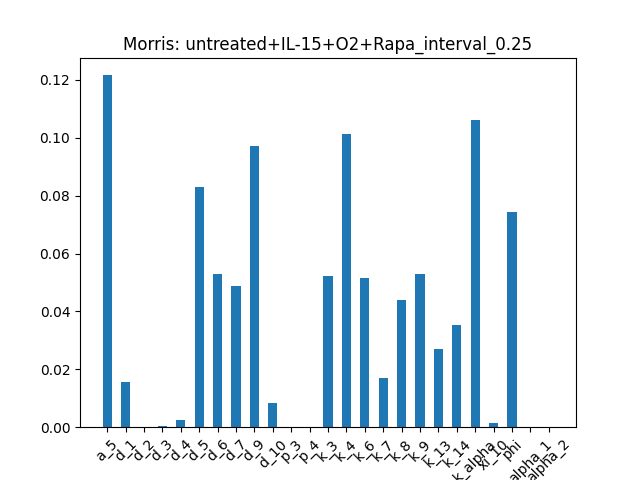 Morris: untreated+IL-15+O2+Rapa_interval_0.25
0.12
0.10
0.08
0.06
0.04
0.02
0.00
a_5
d_1
d_2
d_3
d_4
d_5
d_6
d_7
d_9
d_10
p_3
p_4
k_3
k_4
k_6
k_7
k_8
k_9
k_13
k_14
k_alpha
xi_10
phi
alpha_1
alpha_2